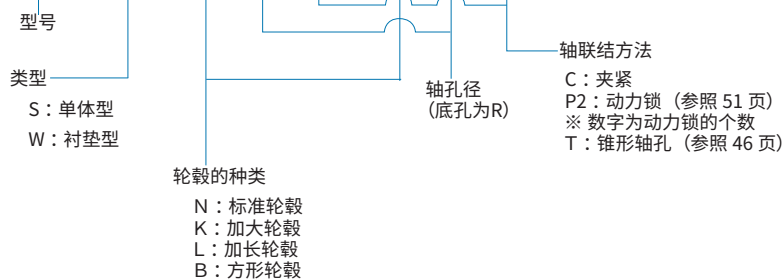 型号
类型
S：单体型
W：衬垫型
轮毂的种类
N：标准轮毂
K：加大轮毂
L：加长轮毂
B：方形轮毂
轴孔径
（底孔为R）
轴联结方法
C：夹紧
P2：动力锁（参照 51 页）
※ 数字为动力锁的个数
T：锥形轴孔（参照 46 页）